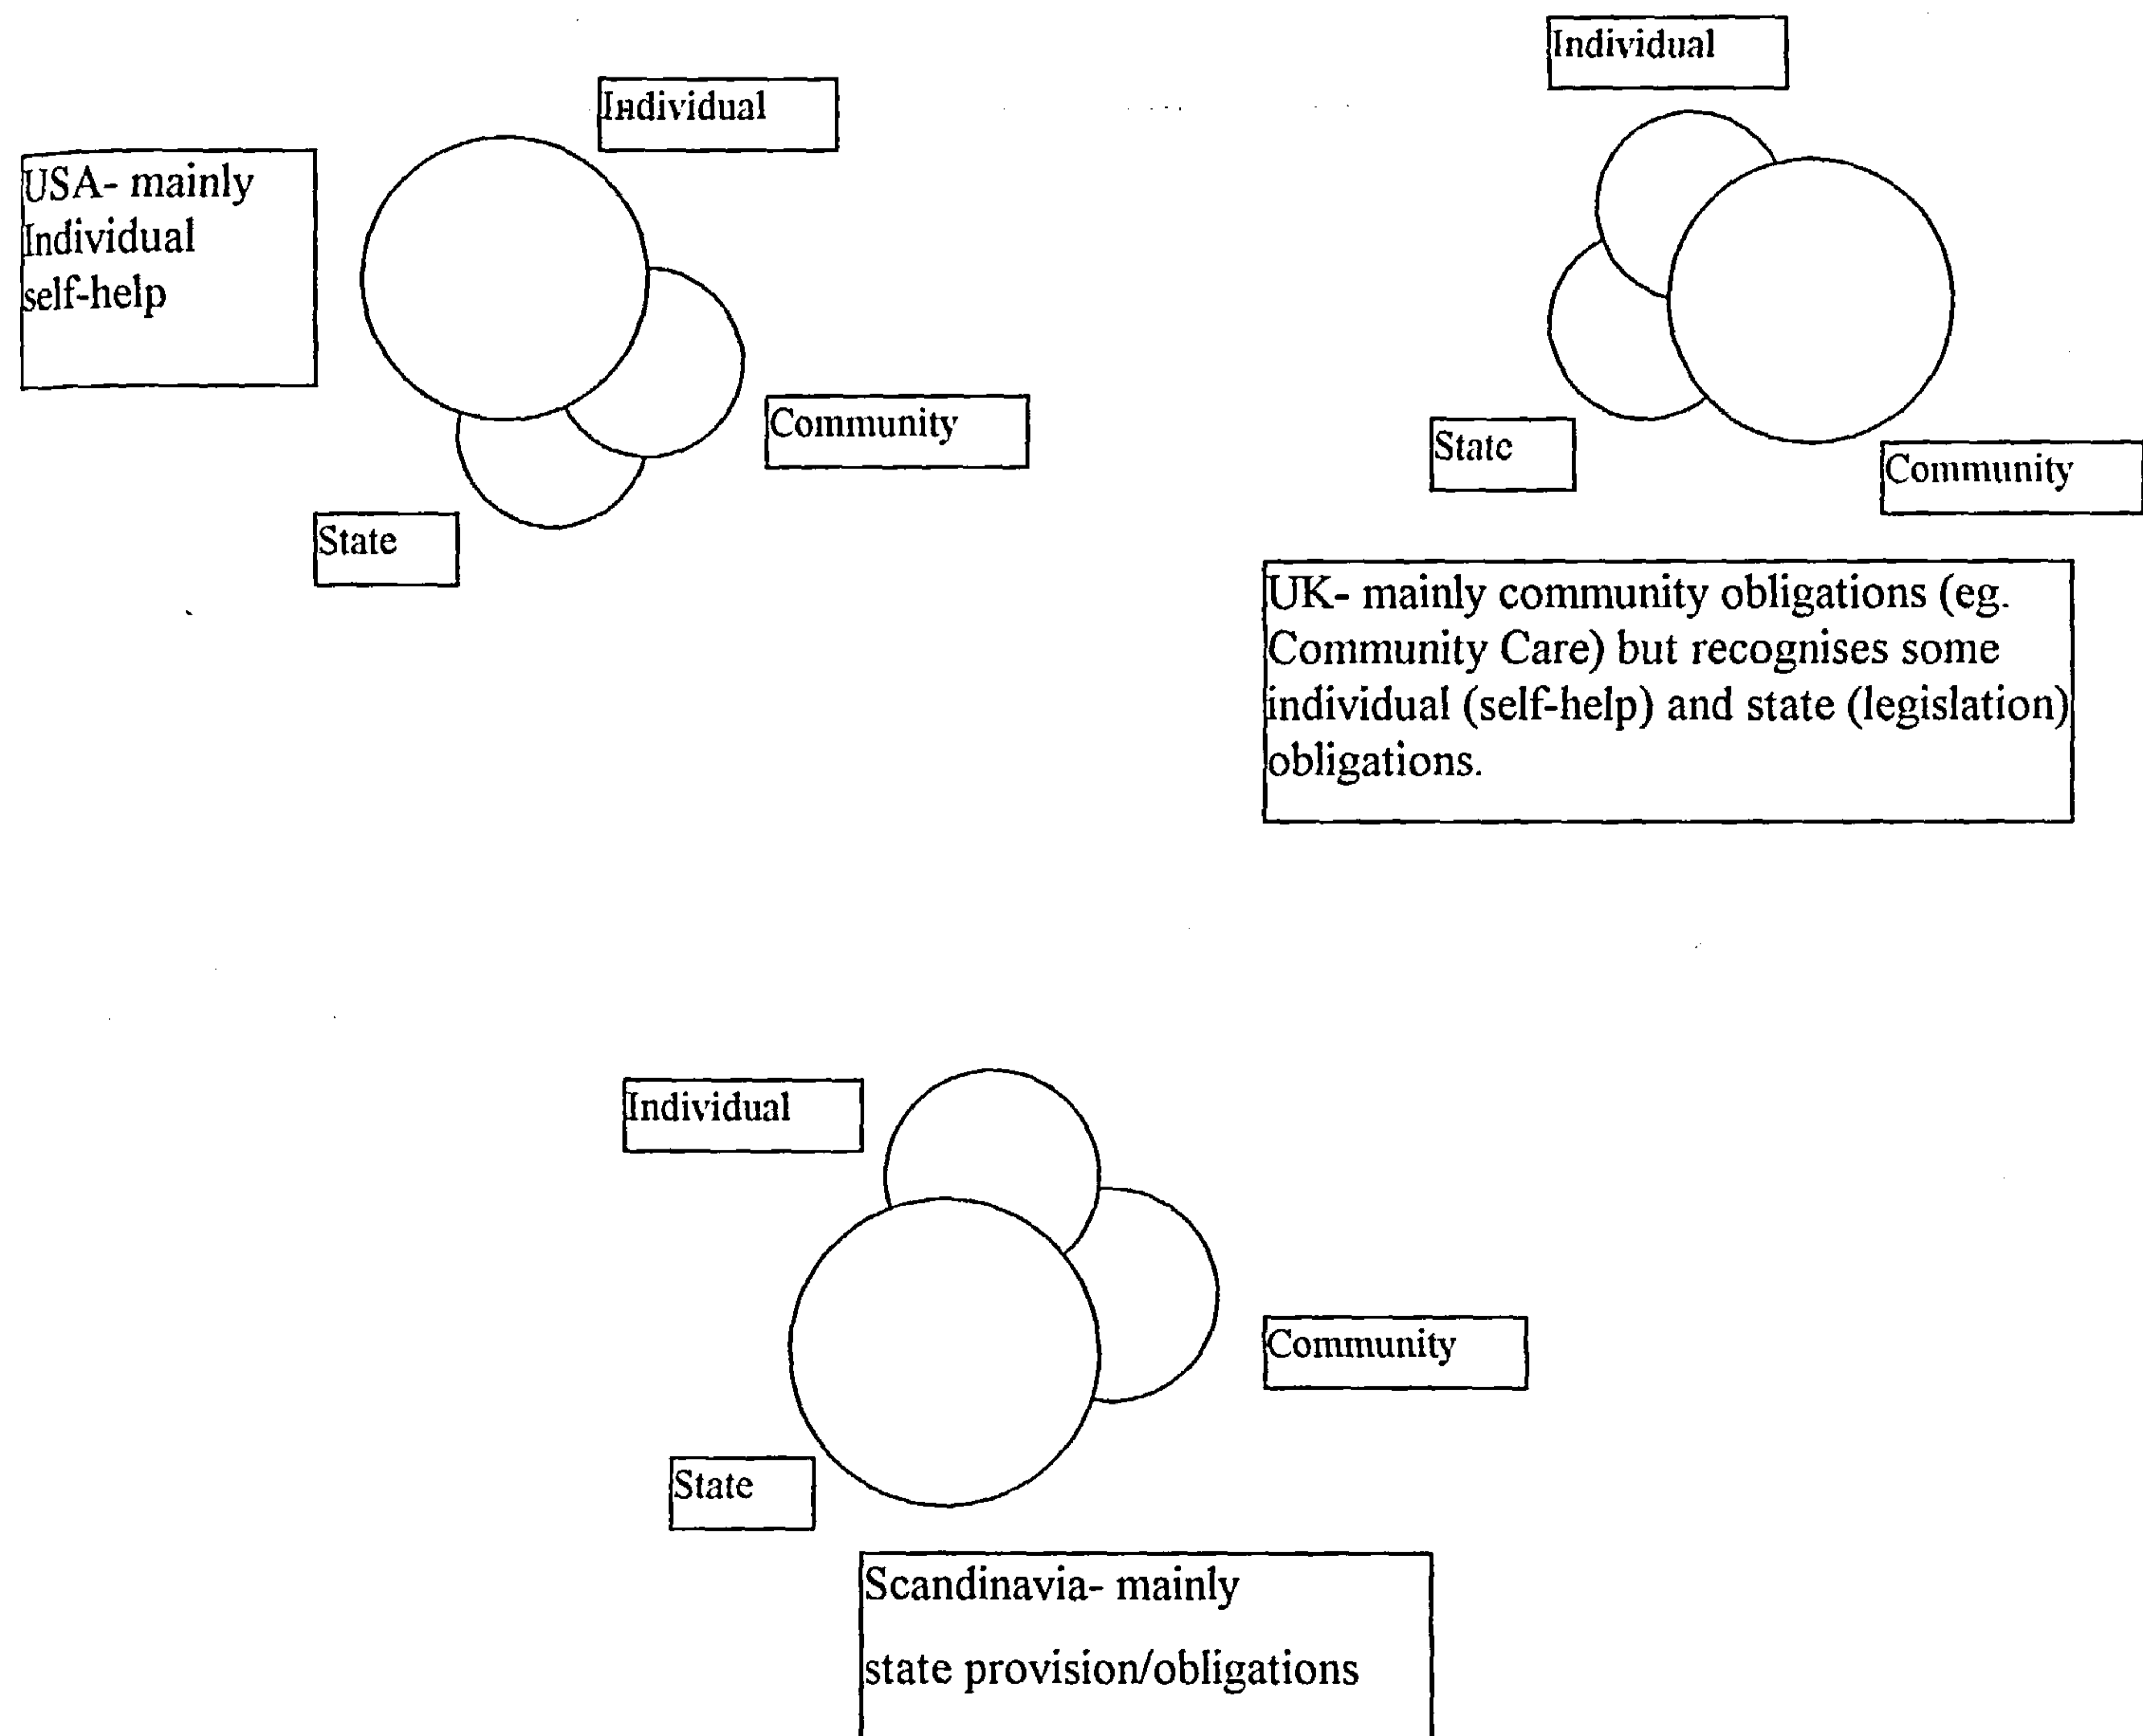 Individual
USA- mainly
Individual
self-help
Community
State
Individual
State
Community
UK- mainly community obligations (eg.
Community Care) but recognises some
individual (self-help) and state (legislation)
obligations.
Individual
Community
State
Scandinavia- mainly
state provision/obligations